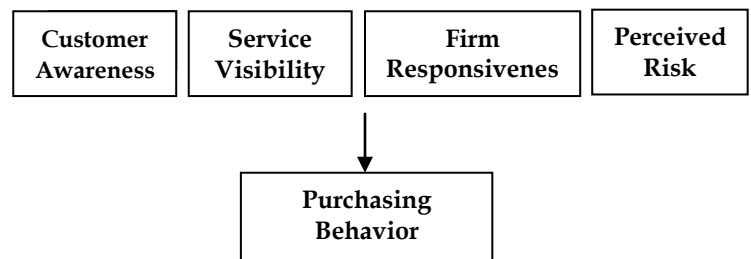 Customer
Awareness
Service
Visibility
Firm
Responsivenes
Perceived
Risk
Purchasing
Behavior